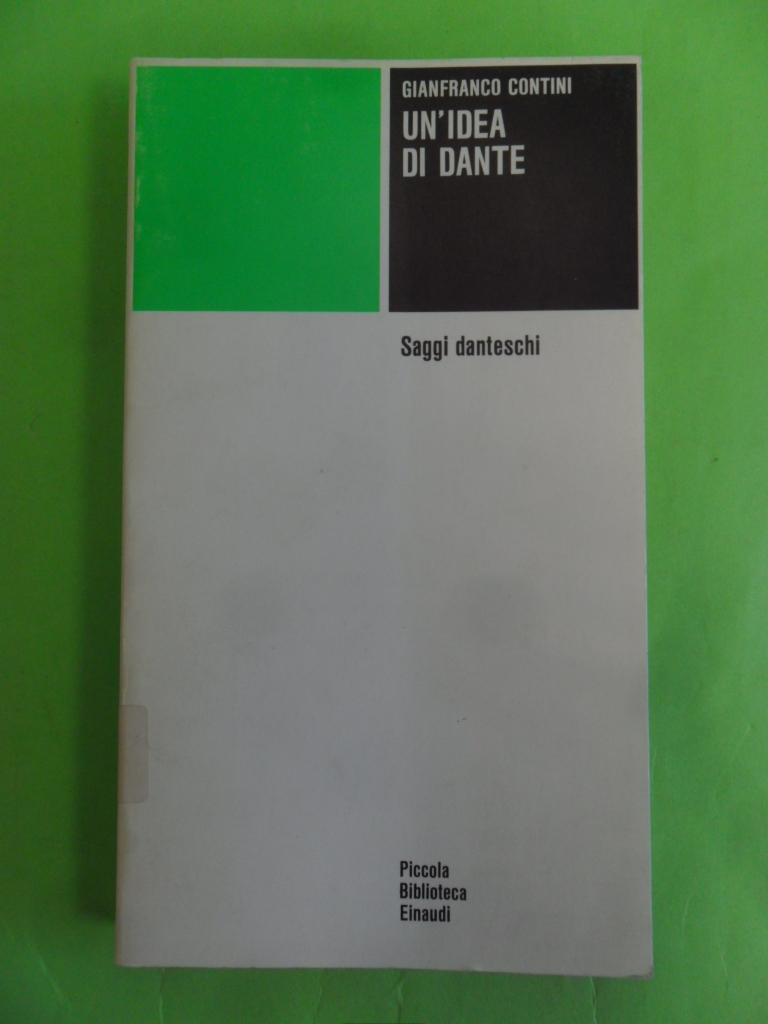 GIANFRANCO CONTINI
UN'IDEA
DI DANTE
Saggi danteschi
Piccola
Biblioteca
Einaudi